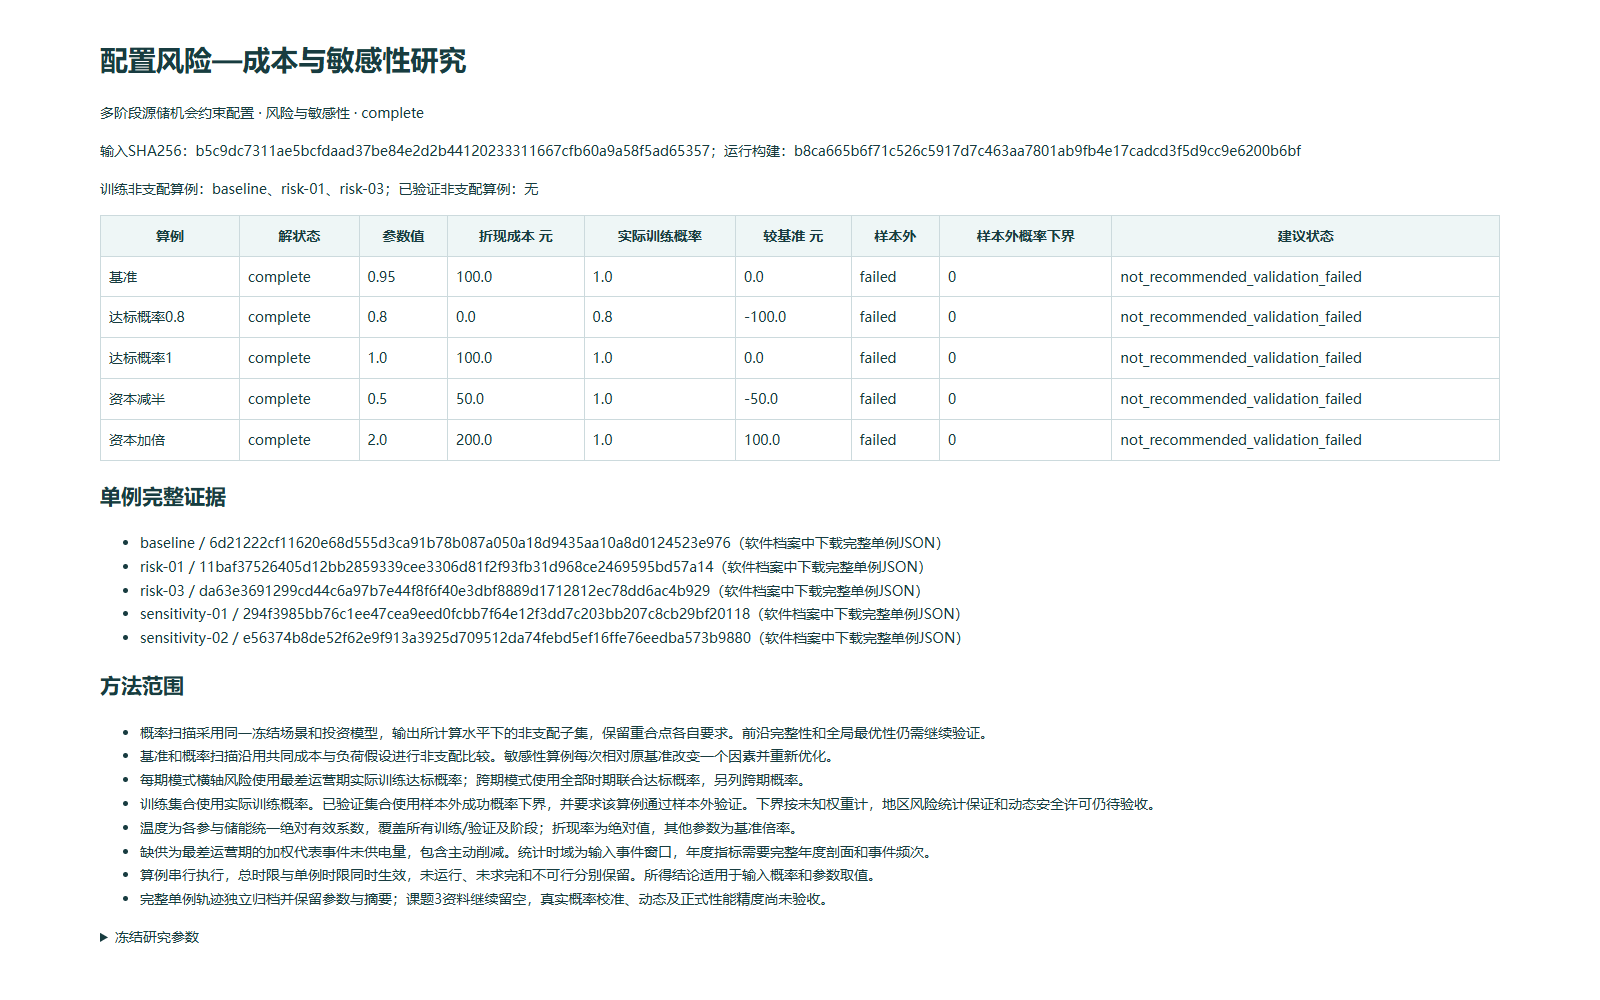 配置风险—成本与敏感性研究
多阶段源储机会约束配置 · 风险与敏感性 · complete
输入SHA256：b5c9dc7311ae5bcfdaad37be84e2d2b44120233311667cfb60a9a58f5ad65357；运行构建：b8ca665b6f71c526c5917d7c463aa7801ab9fb4e17cadcd3f5d9cc9e6200b6bf
训练非支配算例：baseline、risk-01、risk-03；已验证非支配算例：无
算例 解状态 参数值 折现成本 元 实际训练概率 较基准 元 样本外 样本外概率下界 建议状态
基准 complete 0.95 100.0 1.0 0.0 failed 0 not_recommended_validation_failed
达标概率0.8 complete 0.8 0.0 0.8 -100.0 failed 0 not_recommended_validation_failed
达标概率1 complete 1.0 100.0 1.0 0.0 failed 0 not_recommended_validation_failed
资本减半 complete 0.5 50.0 1.0 -50.0 failed 0 not_recommended_validation_failed
资本加倍 complete 2.0 200.0 1.0 100.0 failed 0 not_recommended_validation_failed
单例完整证据
• baseline / 6d21222cf11620e68d555d3ca91b78b087a050a18d9435aa10a8d0124523e976（软件档案中下载完整单例JSON）
• risk-01 / 11baf37526405d12bb2859339cee3306d81f2f93fb31d968ce2469595bd57a14（软件档案中下载完整单例JSON）
• risk-03 / da63e3691299cd44c6a97b7e44f8f6f40e3dbf8889d1712812ec78dd6ac4b929（软件档案中下载完整单例JSON）
• sensitivity-01 / 294f3985bb76c1ee47cea9eed0fcbb7f64e12f3dd7c203bb207c8cb29bf20118（软件档案中下载完整单例JSON）
• sensitivity-02 / e56374b8de52f62e9f913a3925d709512da74febd5ef16ffe76eedba573b9880（软件档案中下载完整单例JSON）
方法范围
• 概率扫描采用同一冻结场景和投资模型，输出所计算水平下的非支配子集，保留重合点各自要求。前沿完整性和全局最优性仍需继续验证。
• 基准和概率扫描沿用共同成本与负荷假设进行非支配比较。敏感性算例每次相对原基准改变一个因素并重新优化。
• 每期模式横轴风险使用最差运营期实际训练达标概率；跨期模式使用全部时期联合达标概率，另列跨期概率。
• 训练集合使用实际训练概率。已验证集合使用样本外成功概率下界，并要求该算例通过样本外验证。下界按未知权重计，地区风险统计保证和动态安全许可仍待验收。
• 温度为各参与储能统一绝对有效系数，覆盖所有训练/验证及阶段；折现率为绝对值，其他参数为基准倍率。
• 缺供为最差运营期的加权代表事件未供电量，包含主动削减。统计时域为输入事件窗口，年度指标需要完整年度剖面和事件频次。
• 算例串行执行，总时限与单例时限同时生效，未运行、未求完和不可行分别保留。所得结论适用于输入概率和参数取值。
• 完整单例轨迹独立归档并保留参数与摘要；课题3资料继续留空，真实概率校准、动态及正式性能精度尚未验收。
▶ 冻结研究参数